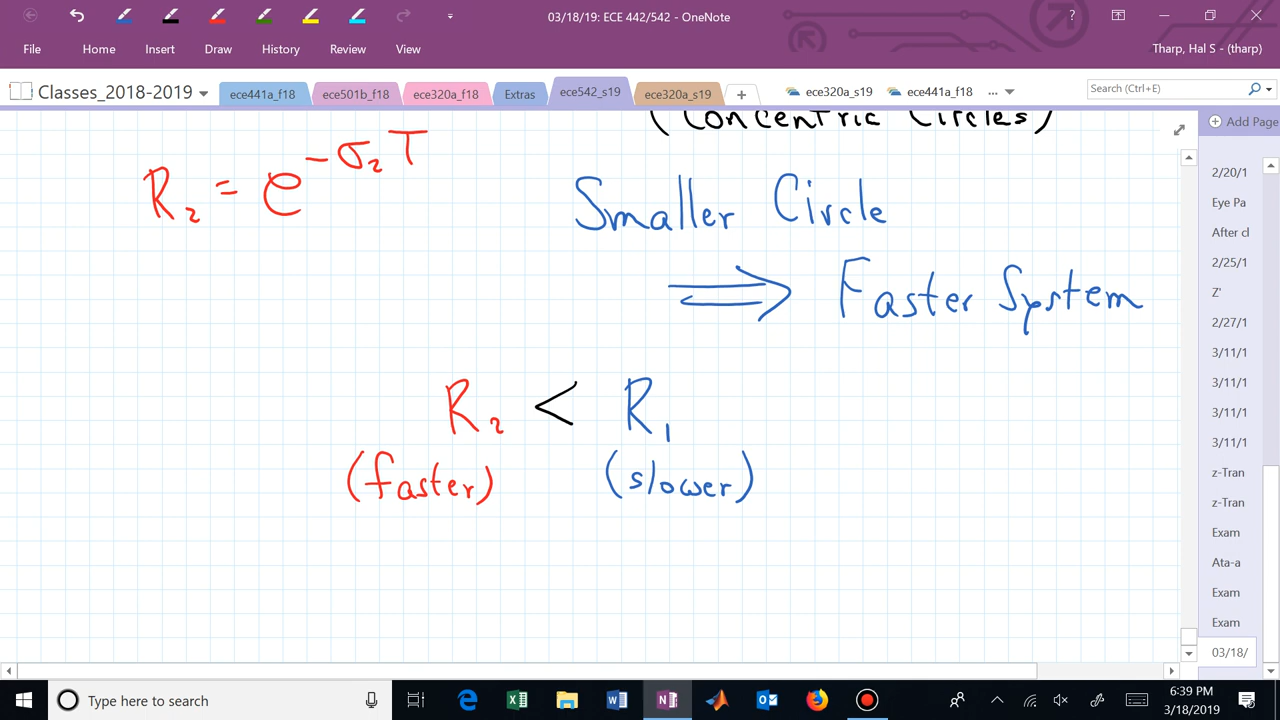 03/18/19: ECE 442/542 - OneNote
?
File Home Insert Draw History Review View
Tharp, Hal S - (tharp)
Classes_2018-2019
ece441a_f18 ece501b_f18 ece320a_f18 Extras ece542_s19 ece320a_s19 +
ece320a_s19 ece441a_f18 ...
Search (Ctrl+E)
Add Page
(Concentric Circles)
R₂ = e^{-σ₂T}
Smaller Circle
⇒ Faster System
R₂ < R₁
(faster) (slower)
2/20/1
Eye Pa
After cl
2/25/1
Z'
2/27/1
3/11/1
3/11/1
3/11/1
3/11/1
z-Tran
z-Tran
Exam
Ata-a
Exam
Exam
03/18/
Type here to search
6:39 PM
3/18/2019